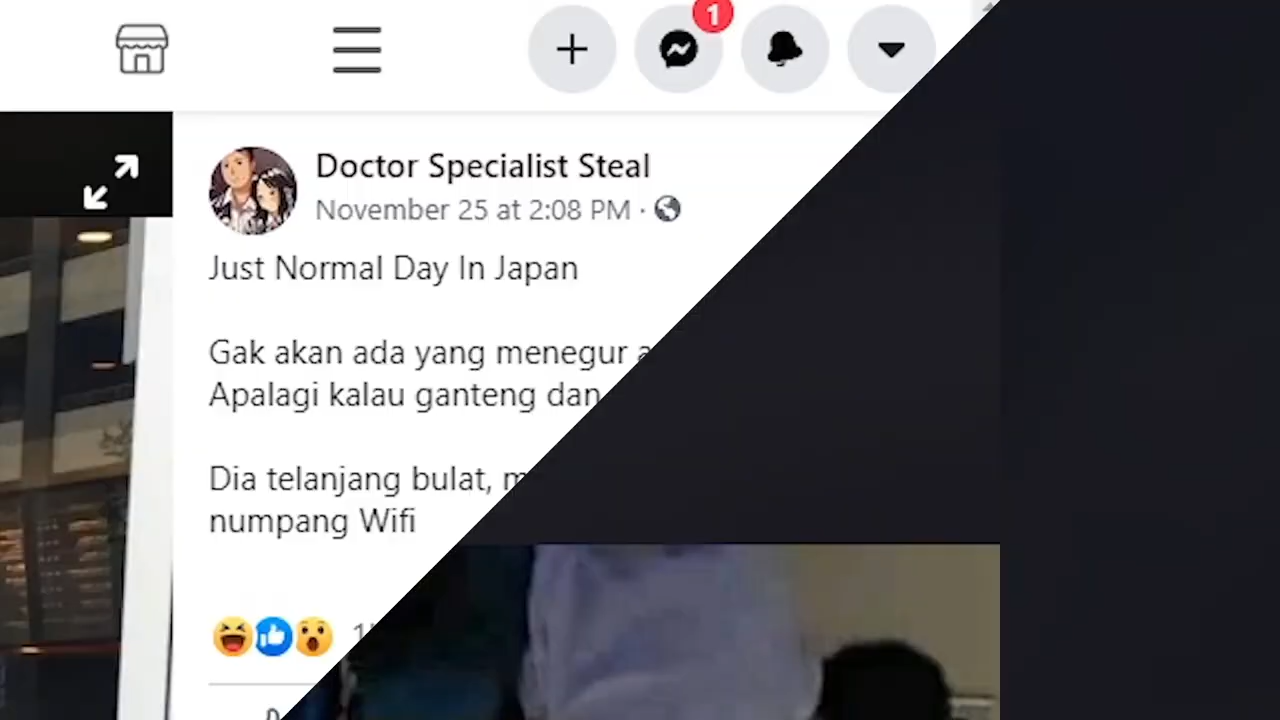 1
Doctor Specialist Steal
November 25 at 2:08 PM ·
Just Normal Day In Japan
Gak akan ada yang menegur
Apalagi kalau ganteng dan
Dia telanjang bulat,
numpang Wifi